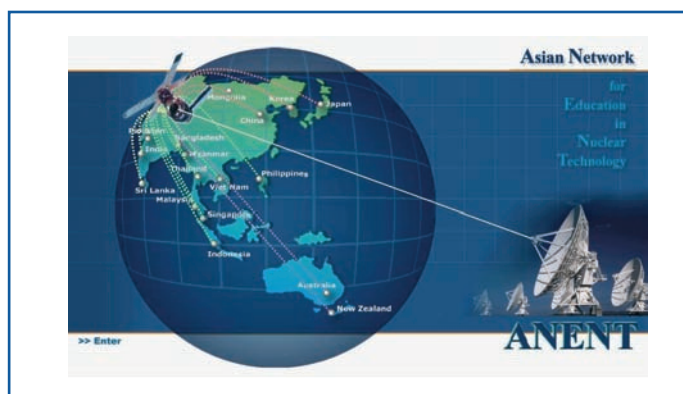 Asian Network
for
Education
in
Nuclear
Technology
Mongolia
Korea
Japan
China
Pakistan
Bangladesh
India
Myanmar
Thailand
Philippines
Sri Lanka
Viet Nam
Malaysia
Singapore
Indonesia
Australia
New Zealand
>> Enter
ANENT